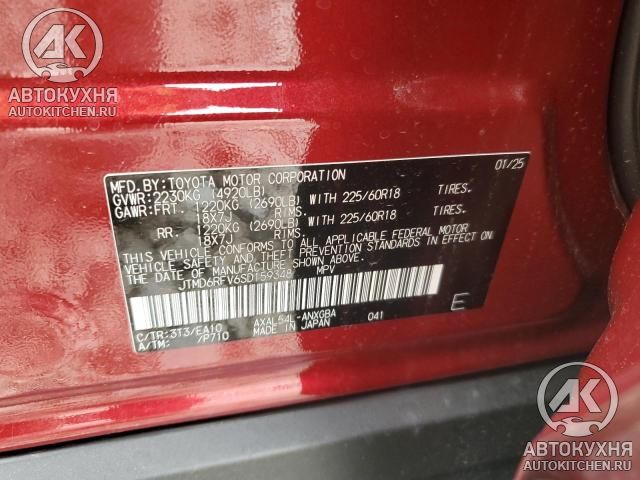 АК
АВТОКУХНЯ
AUTOKITCHEN.RU
MFD. BY: TOYOTA MOTOR CORPORATION 01/25
GVWR: 2230KG (4920LB)
GAWR: FRT. 1220KG (2690LB) WITH 225/60R18 TIRES.
18X7J RIMS.
RR. 1220KG (2690LB) WITH 225/60R18 TIRES.
18X7J RIMS.
THIS VEHICLE CONFORMS TO ALL APPLICABLE FEDERAL MOTOR
VEHICLE SAFETY AND THEFT PREVENTION STANDARDS IN EFFECT
ON THE DATE OF MANUFACTURE SHOWN ABOVE.
JTMD6RFV6SD159348 MPV
E
C/TR: 3T3/EA10 AXAL54L-ANXGBA 041
A/TM: /P710 MADE IN JAPAN
АК
АВТОКУХНЯ
AUTOKITCHEN.RU